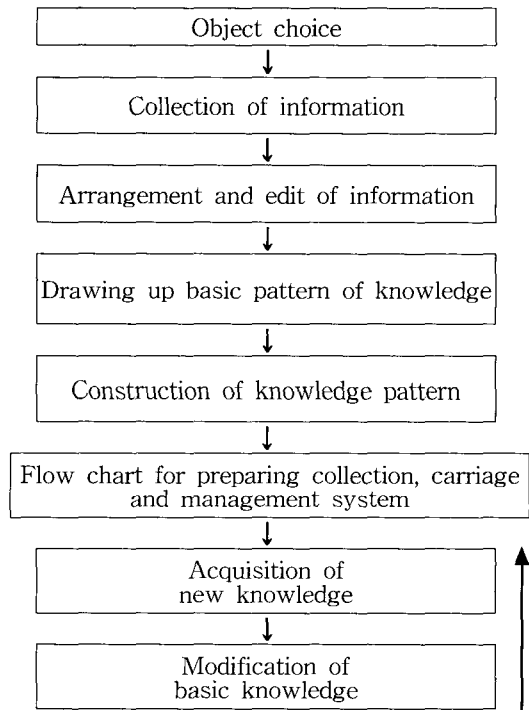 Object choice
Collection of information
Arrangement and edit of information
Drawing up basic pattern of knowledge
Construction of knowledge pattern
Flow chart for preparing collection, carriage
and management system
Acquisition of
new knowledge
Modification of
basic knowledge